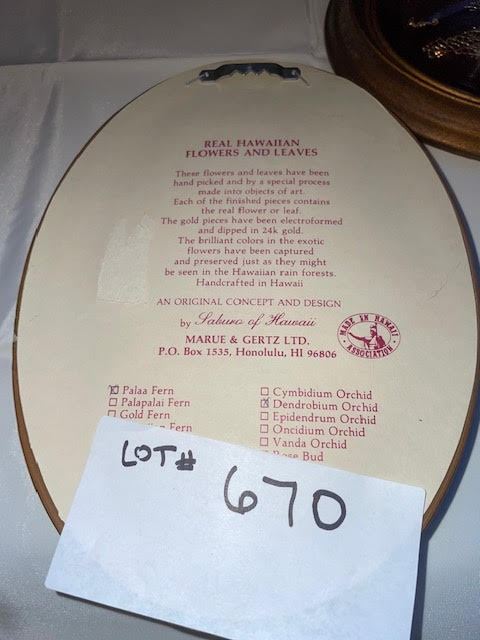 REAL HAWAIIAN
FLOWERS AND LEAVES
These flowers and leaves have been
hand picked and by a special process
made into objects of art.
Each of the finished pieces contains
the real flower or leaf.
The gold pieces have been electroformed
and dipped in 24k gold.
The brilliant colors in the exotic
flowers have been captured
and preserved just as they might
be seen in the Hawaiian rain forests.
Handcrafted in Hawaii
AN ORIGINAL CONCEPT AND DESIGN
by Saburo of Hawaii
MARUE & GERTZ LTD.
P.O. Box 1535, Honolulu, HI 96806
MADE IN HAWAII
ASSOCIATION
Palaa Fern
Palapalai Fern
Gold Fern
Fern
Cymbidium Orchid
Dendrobium Orchid
Epidendrum Orchid
Oncidium Orchid
Vanda Orchid
Rose Bud
LOT# 670